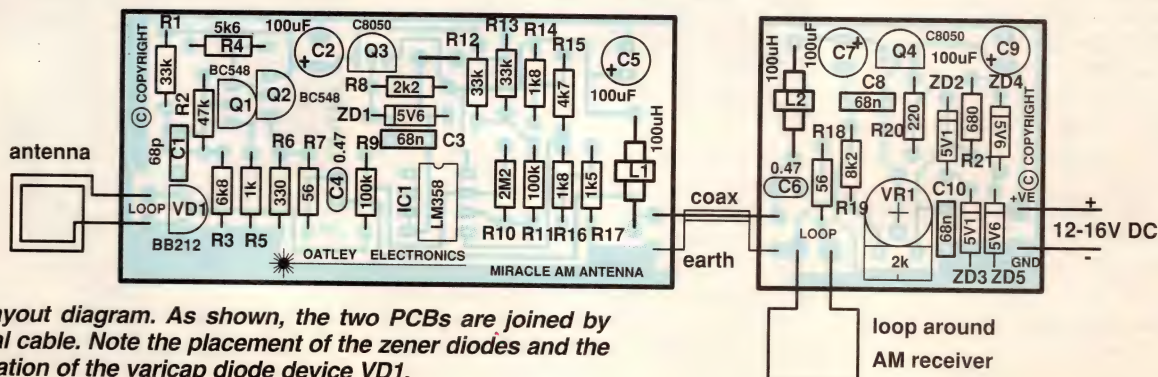 R1
© COPYRIGHT
33k
5k6
R4
BC548
R2
47k
Q1
Q2
BC548
100uF
+
C2
C8050
Q3
R8
2k2
ZD1
5V6
68n
C3
R12
33k
R13
33k
R14
1k8
R15
4k7
C5
+
100uF
100uH
L1
68p
C1
antenna
LOOP
VD1
BB212
6k8
R3
1k
R5
R6
330
R7
56
0.47
C4
R9
100k
IC1
LM358
2M2
R10
100k
R11
1k8
R16
1k5
R17
OATLEY ELECTRONICS
MIRACLE AM ANTENNA
coax
earth
100uH
L2
C7
+
Q4
C8050
100uF
C9
+
C8
68n
R20
220
ZD2
5V1
680
R21
ZD4
5V6
© COPYRIGHT
0.47
C6
R18
56
8k2
R19
VR1
2k
LOOP
C10
68n
5V1
ZD3
5V6
ZD5
+VE
GND
+
12-16V DC
-
loop around
AM receiver
ayout diagram. As shown, the two PCBs are joined by
al cable. Note the placement of the zener diodes and the
ation of the varicap diode device VD1.